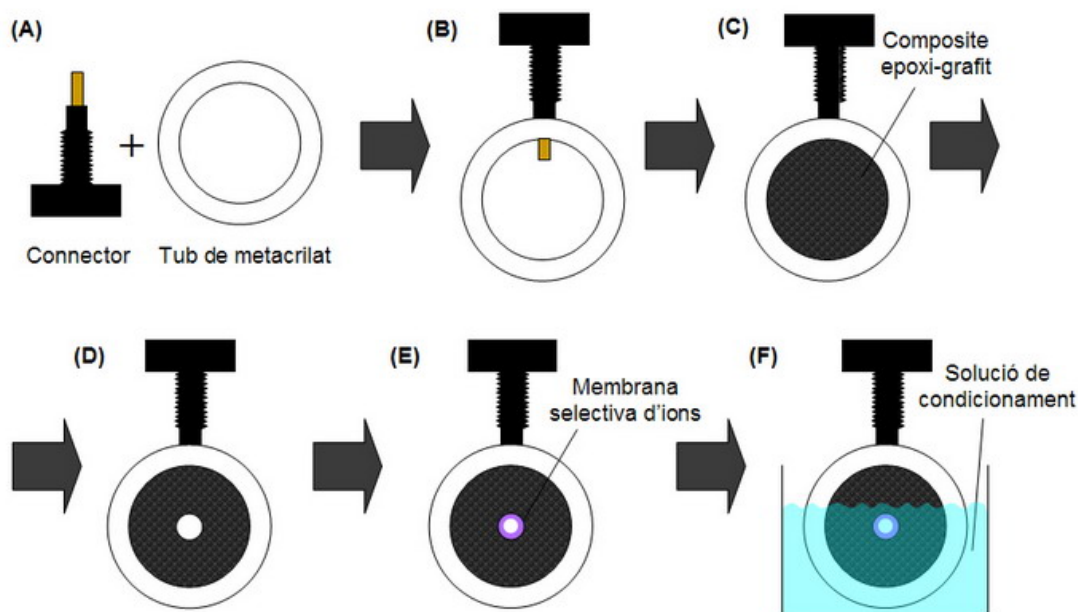 (A)
(B)
(C)
Composite
epoxi-grafit
+
Connector
Tub de metacrilat
(D)
(E)
Membrana
selectiva d'ions
(F)
Solució de
condicionament